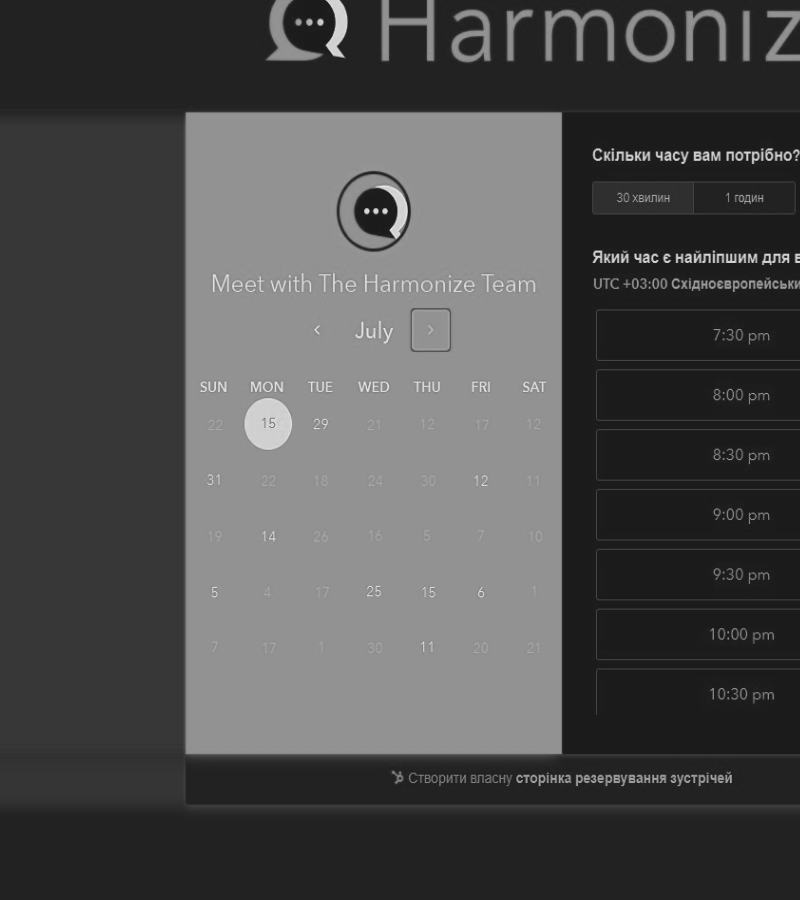 Harmoniz
Meet with The Harmonize Team
July
SUN MON TUE WED THU FRI SAT
22 15 29 21 12 17 12
31 22 18 24 30 12 11
19 14 26 16 5 7 10
5 4 17 25 15 6 1
7 17 1 30 11 20 21
Скільки часу вам потрібно?
30 хвилин 1 годин
Який час є найліпшим для в
UTC +03:00 Східноєвропейськи
7:30 pm
8:00 pm
8:30 pm
9:00 pm
9:30 pm
10:00 pm
10:30 pm
Створити власну сторінка резервування зустрічей